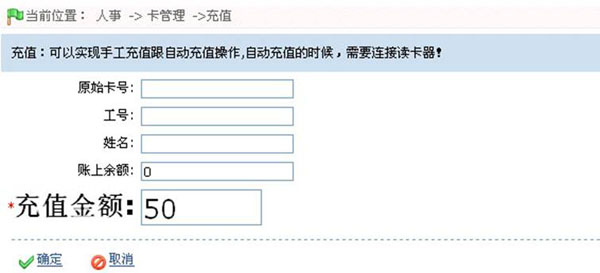 当前位置： 人事 -> 卡管理 ->充值
充值：可以实现手工充值跟自动充值操作,自动充值的时候，需要连接读卡器!
原始卡号:
工号:
姓名:
账上余额: 0
*充值金额: 50
确定 取消